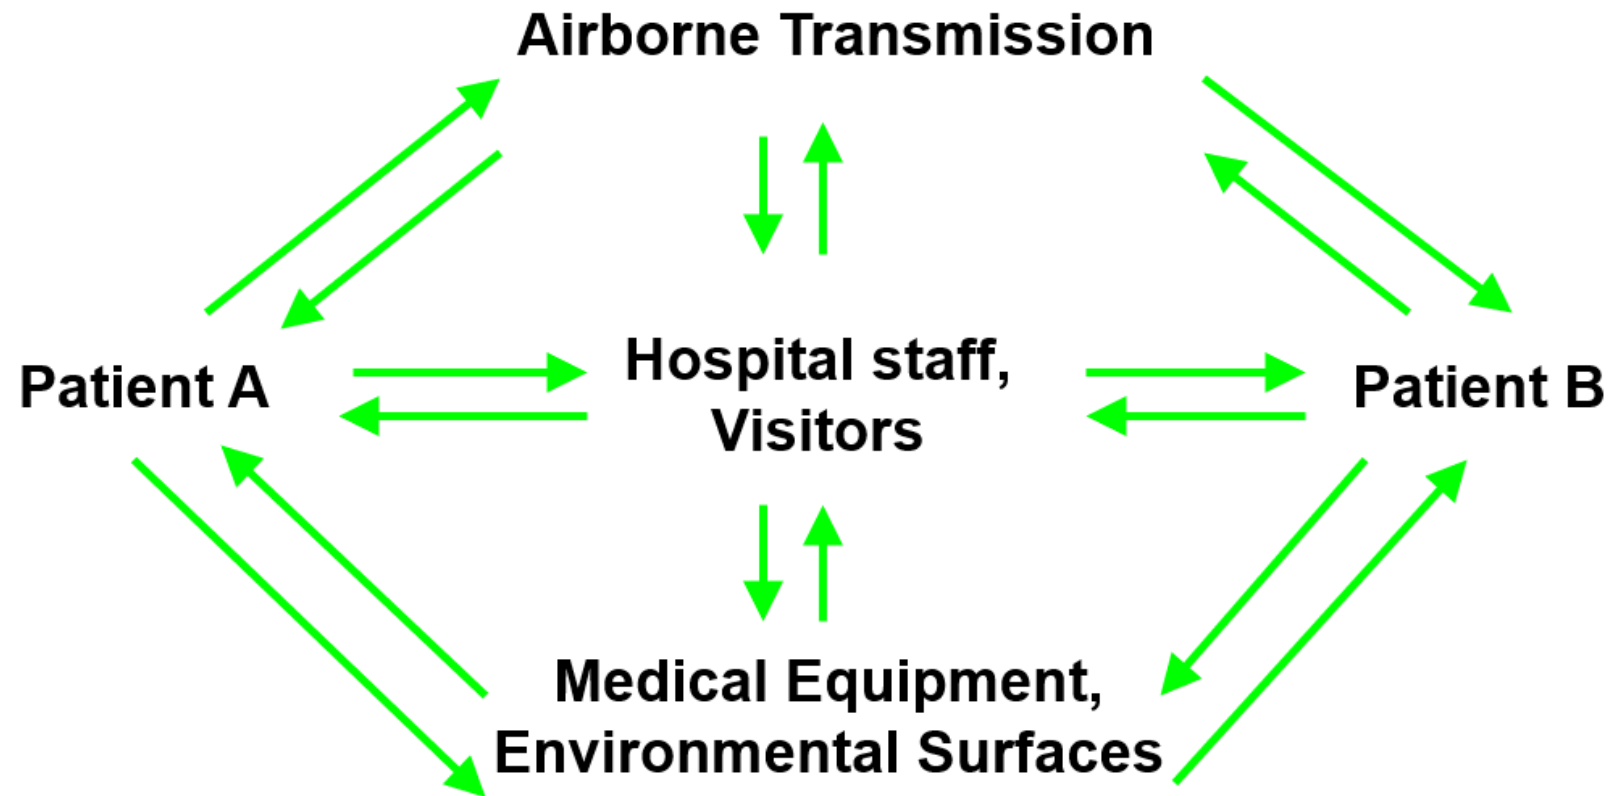 Airborne Transmission
Patient A
Hospital staff,
Visitors
Patient B
Medical Equipment,
Environmental Surfaces